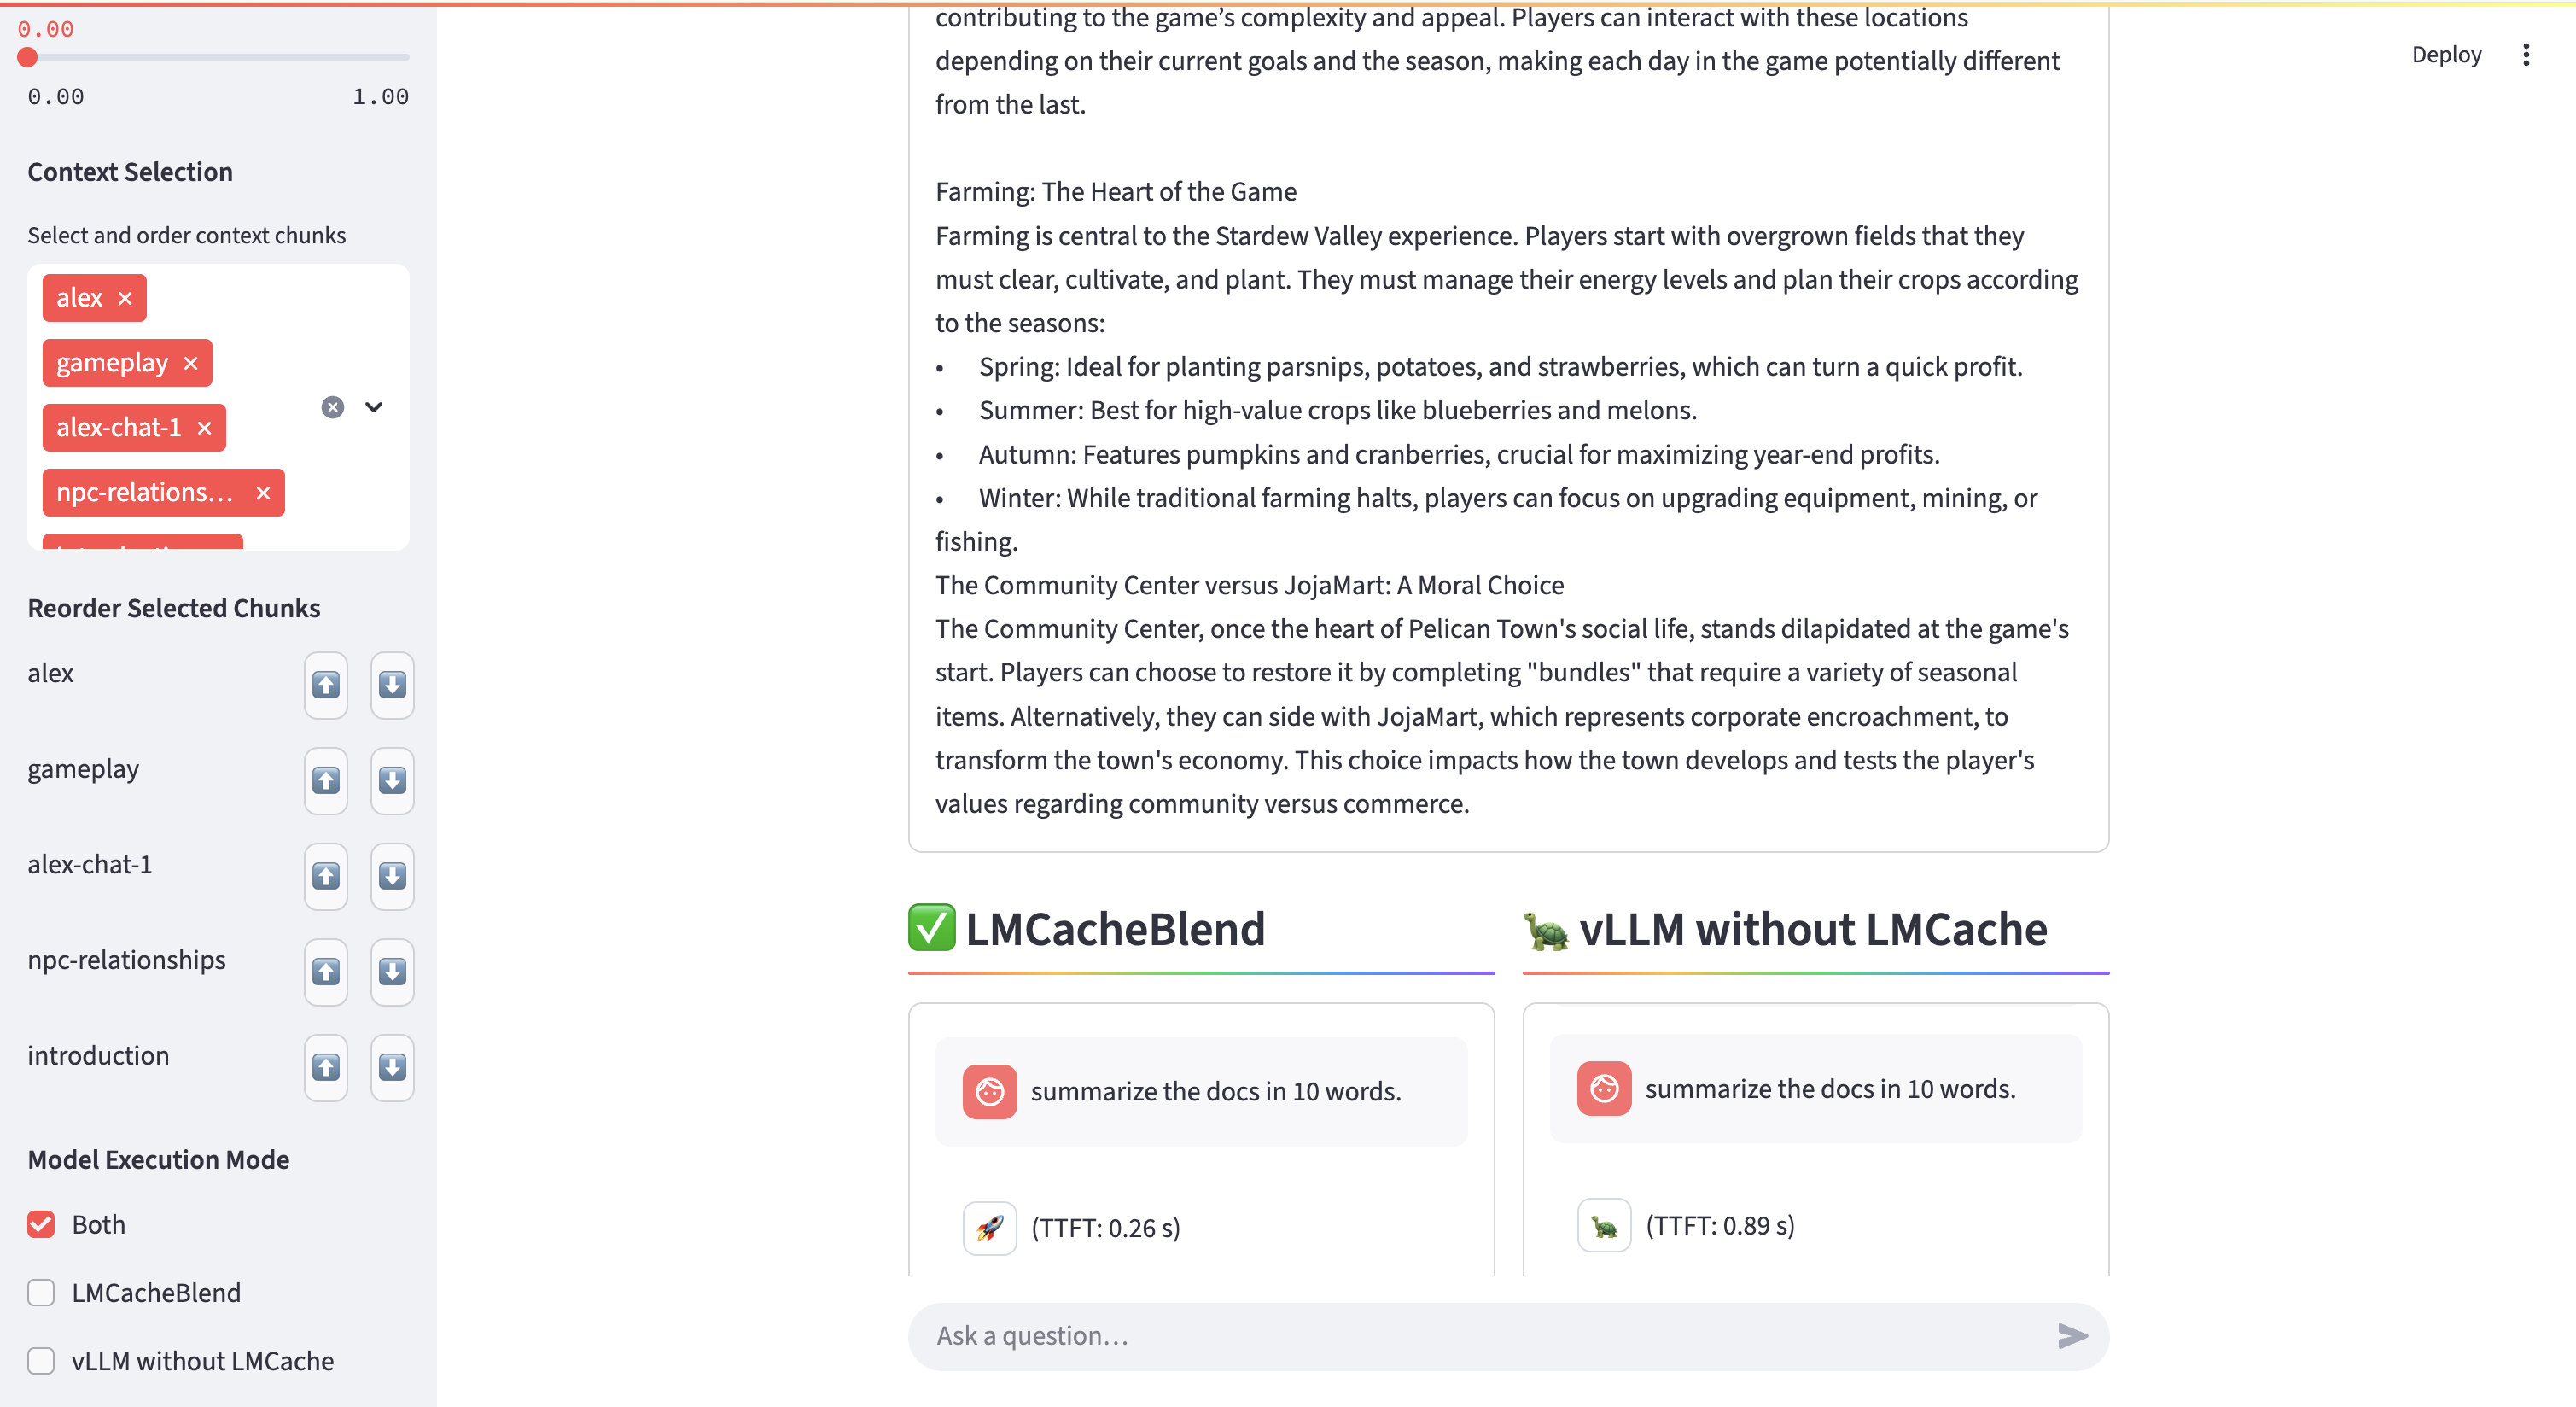 0.00
0.00 1.00
Context Selection
Select and order context chunks
alex ×
gameplay ×
alex-chat-1 ×
npc-relations... ×
Reorder Selected Chunks
alex
gameplay
alex-chat-1
npc-relationships
introduction
Model Execution Mode
Both
LMCacheBlend
vLLM without LMCache
contributing to the game’s complexity and appeal. Players can interact with these locations
depending on their current goals and the season, making each day in the game potentially different
from the last.
Farming: The Heart of the Game
Farming is central to the Stardew Valley experience. Players start with overgrown fields that they
must clear, cultivate, and plant. They must manage their energy levels and plan their crops according
to the seasons:
• Spring: Ideal for planting parsnips, potatoes, and strawberries, which can turn a quick profit.
• Summer: Best for high-value crops like blueberries and melons.
• Autumn: Features pumpkins and cranberries, crucial for maximizing year-end profits.
• Winter: While traditional farming halts, players can focus on upgrading equipment, mining, or
fishing.
The Community Center versus JojaMart: A Moral Choice
The Community Center, once the heart of Pelican Town's social life, stands dilapidated at the game's
start. Players can choose to restore it by completing "bundles" that require a variety of seasonal
items. Alternatively, they can side with JojaMart, which represents corporate encroachment, to
transform the town's economy. This choice impacts how the town develops and tests the player's
values regarding community versus commerce.
LMCacheBlend
summarize the docs in 10 words.
(TTFT: 0.26 s)
vLLM without LMCache
summarize the docs in 10 words.
(TTFT: 0.89 s)
Ask a question...
Deploy